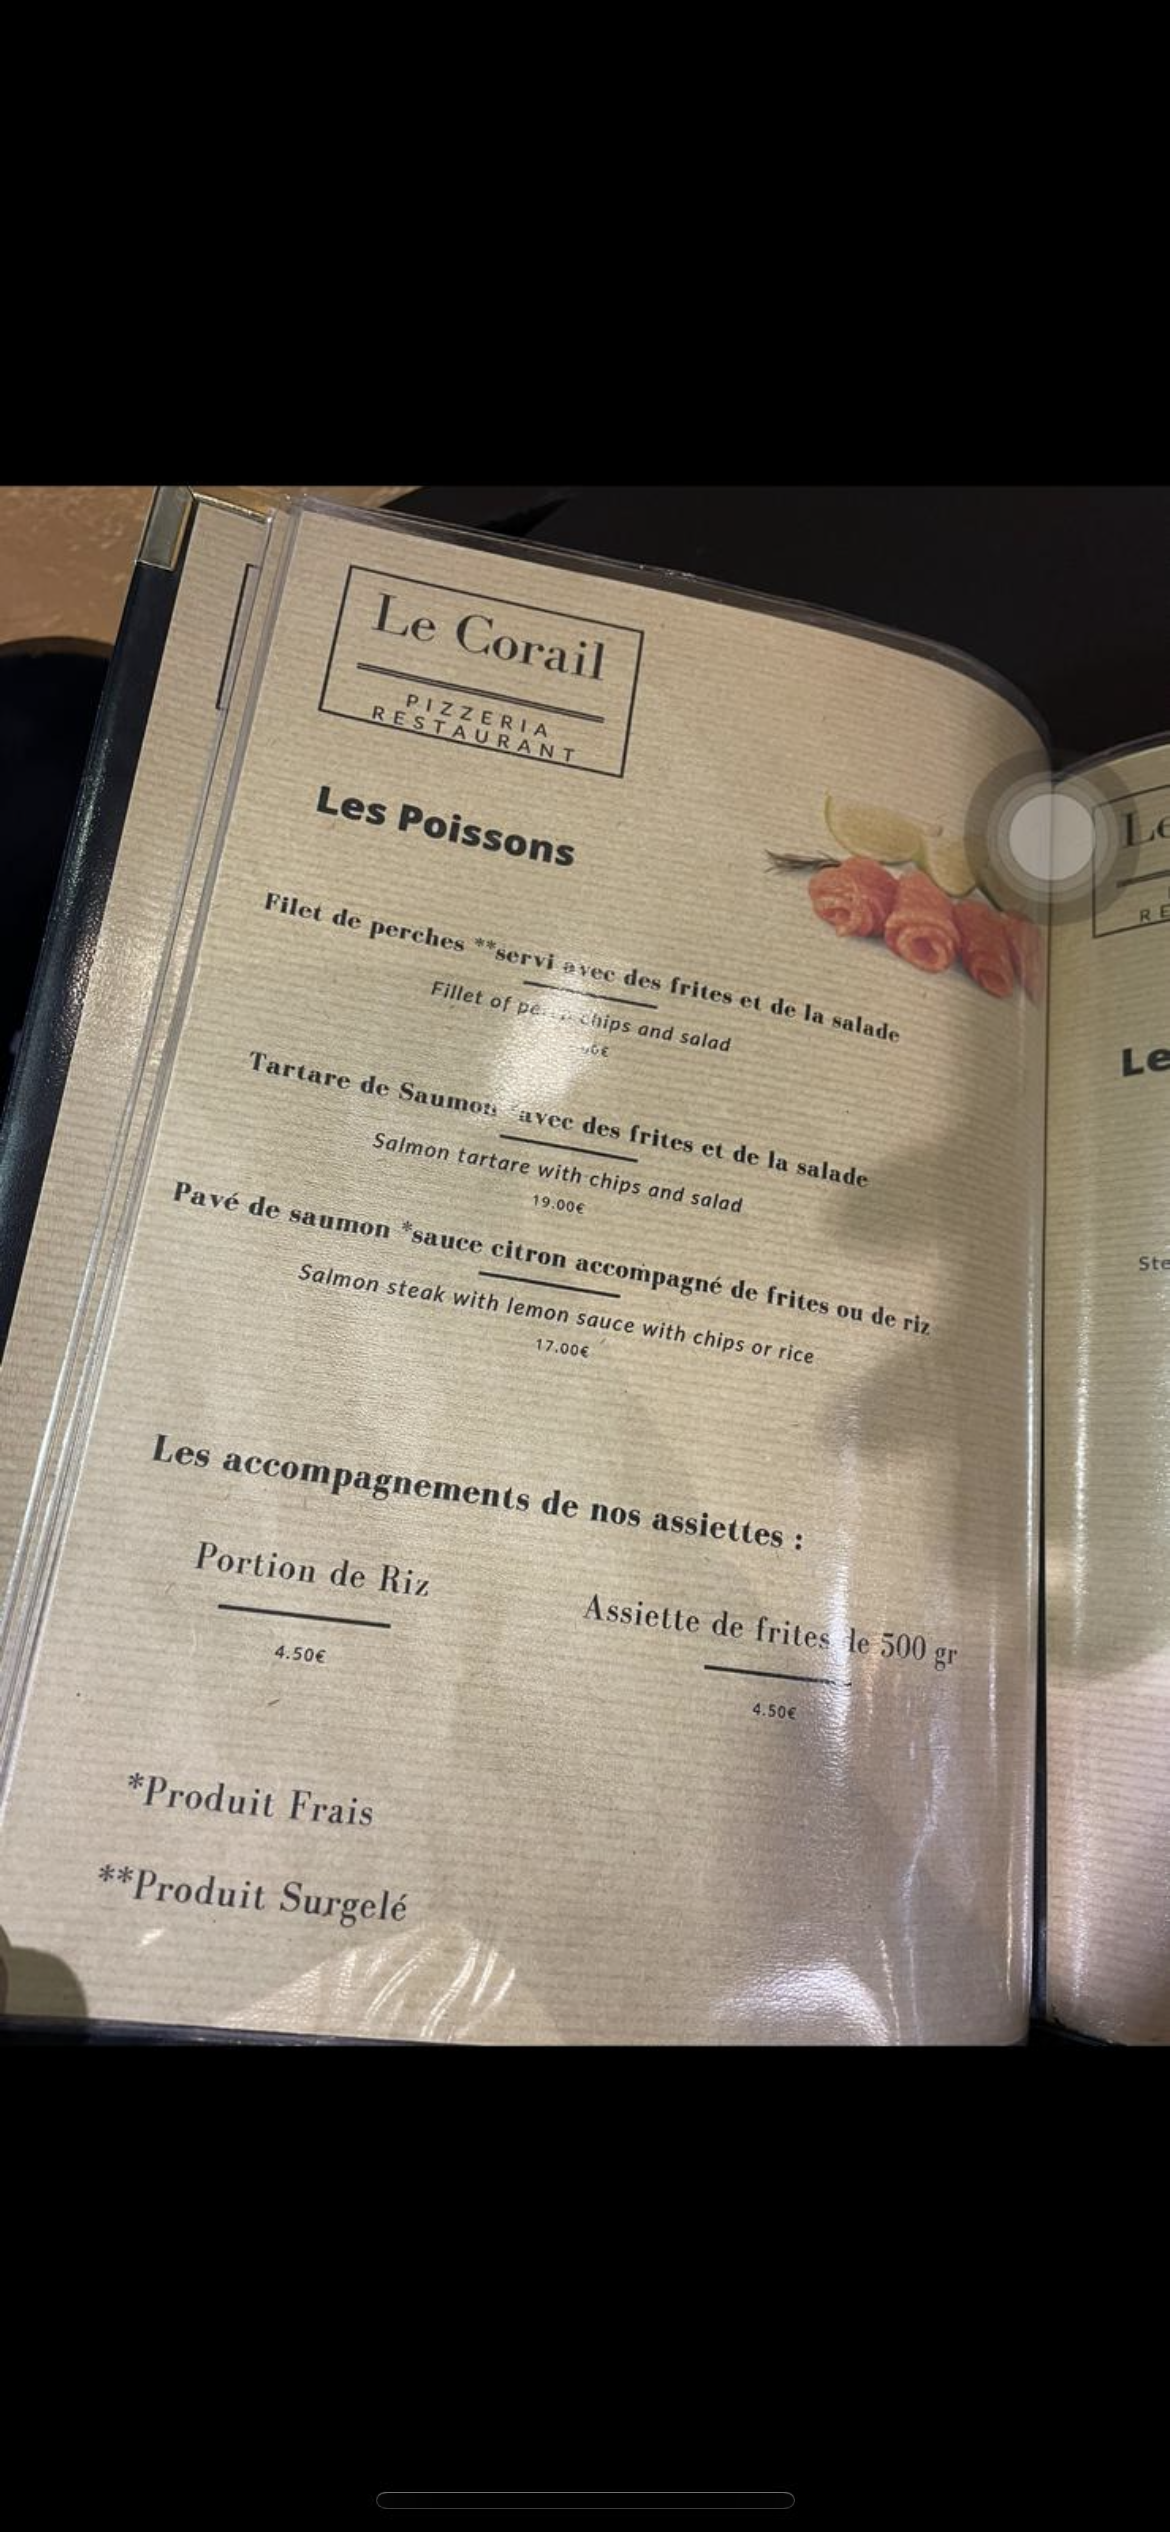 Le Corail
PIZZERIA
RESTAURANT
Les Poissons
Filet de perches **servi avec des frites et de la salade
Fillet of chips and salad
Tartare de Saumon avec des frites et de la salade
Salmon tartare with chips and salad
19.00€
Pavé de saumon *sauce citron accompagné de frites ou de riz
Salmon steak with lemon sauce with chips or rice
17.00€
Les accompagnements de nos assiettes :
Portion de Riz
4.50€
Assiette de frites de 500 gr
4.50€
*Produit Frais
**Produit Surgelé
Le
RE
Le
Ste